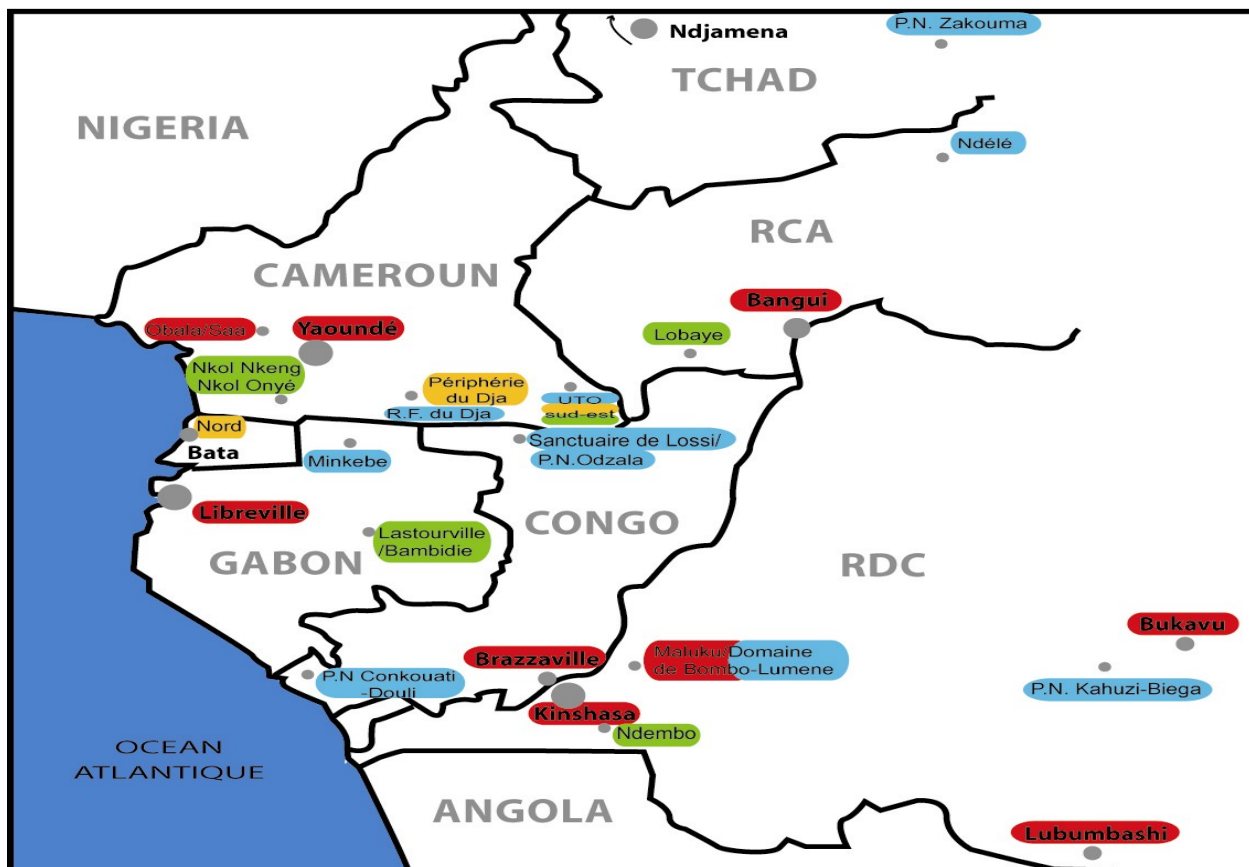 Ndjamena
P.N. Zakouma
TCHAD
NIGERIA
Ndélé
RCA
CAMEROUN
Bangui
Obala/Saa
Yaoundé
Lobaye
Nkol Nkeng
Nkol Onyé
Périphérie
du Dja
R.F. du Dja
UTO
sud-est
Nord
Bata
Sanctuaire de Lossi/
P.N.Odzala
Minkebe
Libreville
CONGO
Lastourville
/Bambidie
GABON
RDC
Bukavu
Brazzaville
Maluku/Domaine
de Bombo-Lumene
P.N Conkouati
-Douli
P.N. Kahuzi-Biega
Kinshasa
Ndembo
OCEAN
ATLANTIQUE
ANGOLA
Lubumbashi